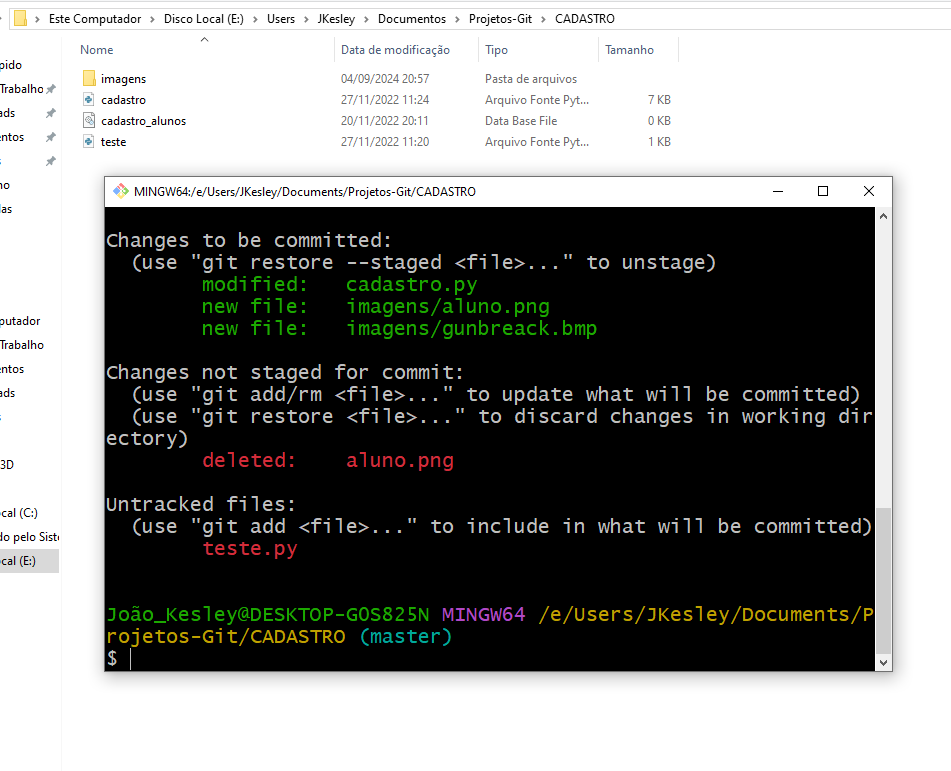 Este Computador > Disco Local (E:) > Users > JKesley > Documentos > Projetos-Git > CADASTRO
Nome Data de modificação Tipo Tamanho
imagens 04/09/2024 20:57 Pasta de arquivos
cadastro 27/11/2022 11:24 Arquivo Fonte Pyt... 7 KB
cadastro_alunos 20/11/2022 20:11 Data Base File 0 KB
teste 27/11/2022 11:20 Arquivo Fonte Pyt... 1 KB
pido
Trabalho
ads
entos
s
no
las
putador
Trabalho
entos
ads
s
3D
cal (C:)
do pelo Siste
cal (E:)
MINGW64:/e/Users/JKesley/Documents/Projetos-Git/CADASTRO
Changes to be committed:
(use "git restore --staged <file>..." to unstage)
modified: cadastro.py
new file: imagens/aluno.png
new file: imagens/gunbreack.bmp
Changes not staged for commit:
(use "git add/rm <file>..." to update what will be committed)
(use "git restore <file>..." to discard changes in working dir
ectory)
deleted: aluno.png
Untracked files:
(use "git add <file>..." to include in what will be committed)
teste.py
João_Kesley@DESKTOP-GOS825N MINGW64 /e/Users/JKesley/Documents/P
rojetos-Git/CADASTRO (master)
$